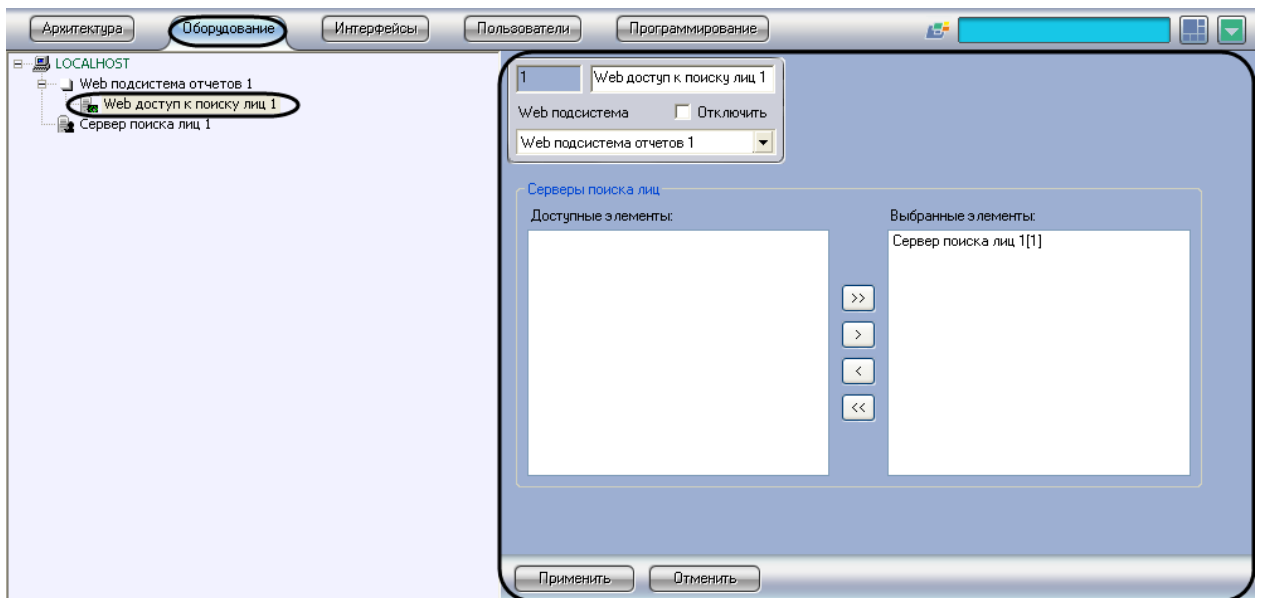 Архитектура Оборудование Интерфейсы Пользователи Программирование
LOCALHOST
Web подсистема отчетов 1
Web доступ к поиску лиц 1
Сервер поиска лиц 1
1 Web доступ к поиску лиц 1
Web подсистема Отключить
Web подсистема отчетов 1
Серверы поиска лиц
Доступные элементы: Выбранные элементы:
Сервер поиска лиц 1[1]
>>
>
<
<<
Применить Отменить